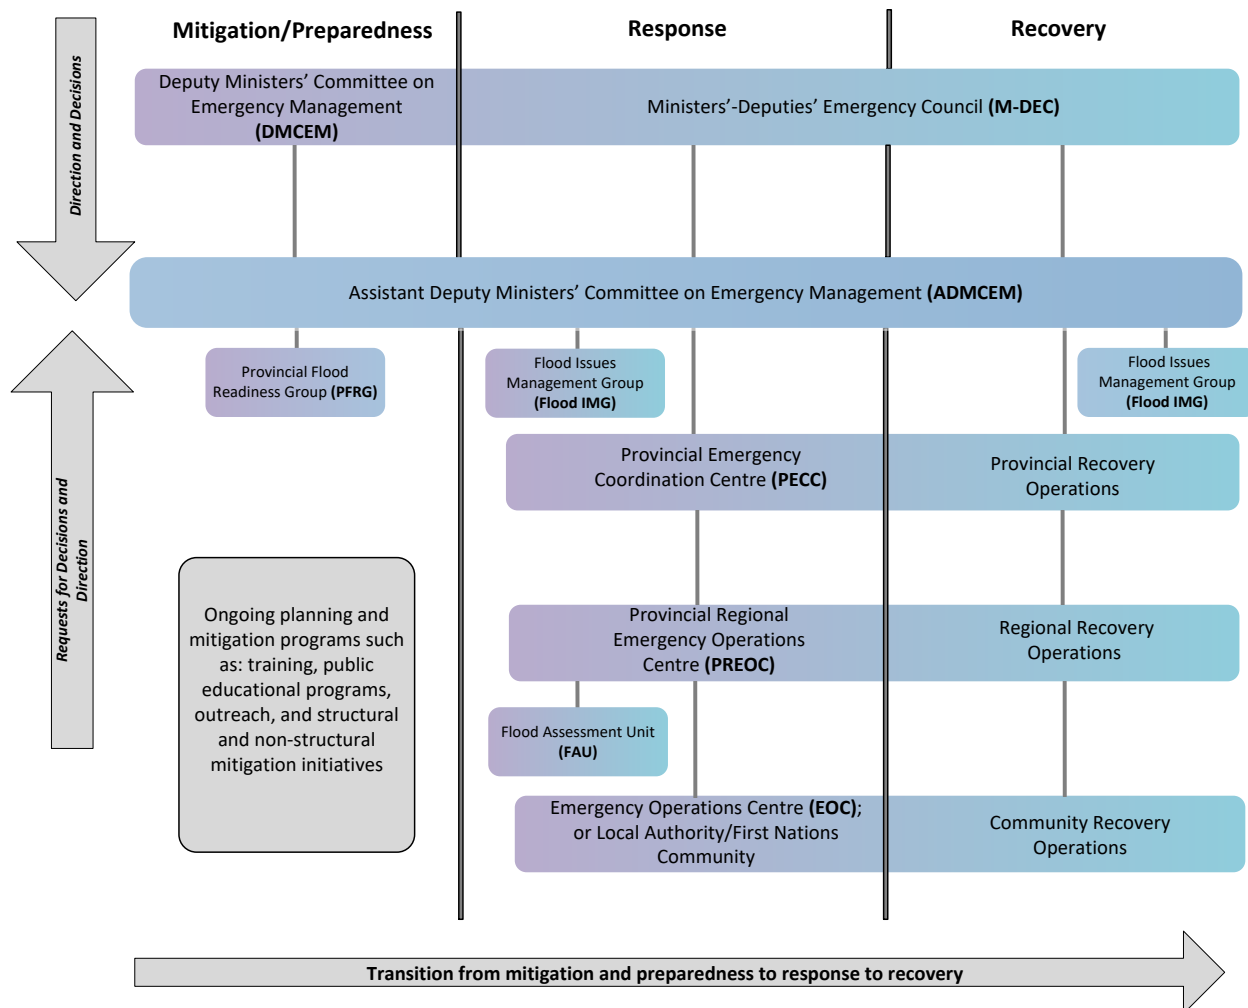 Mitigation/Preparedness
Response
Recovery
Direction and Decisions
Deputy Ministers’ Committee on
Emergency Management
(DMCEM)
Ministers’-Deputies’ Emergency Council (M-DEC)
Assistant Deputy Ministers’ Committee on Emergency Management (ADMCEM)
Requests for Decisions and
Direction
Provincial Flood
Readiness Group (PFRG)
Flood Issues
Management Group
(Flood IMG)
Flood Issues
Management Group
(Flood IMG)
Provincial Emergency
Coordination Centre (PECC)
Provincial Recovery
Operations
Ongoing planning and
mitigation programs such
as: training, public
educational programs,
outreach, and structural
and non-structural
mitigation initiatives
Provincial Regional
Emergency Operations
Centre (PREOC)
Regional Recovery
Operations
Flood Assessment Unit
(FAU)
Emergency Operations Centre (EOC);
or Local Authority/First Nations
Community
Community Recovery
Operations
Transition from mitigation and preparedness to response to recovery